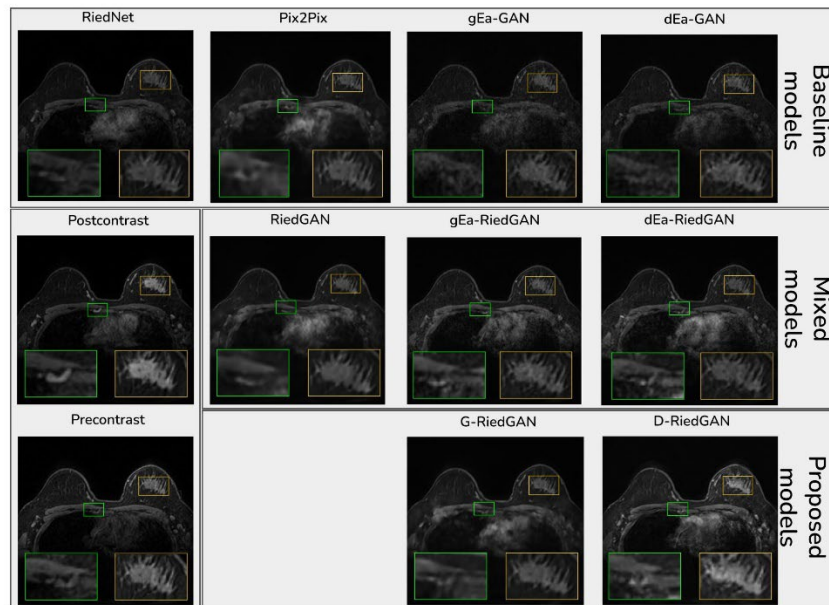 RiedNet
Pix2Pix
gEa-GAN
dEa-GAN
Baseline
models
Postcontrast
RiedGAN
gEa-RiedGAN
dEa-RiedGAN
Mixed
models
Precontrast
G-RiedGAN
D-RiedGAN
Proposed
models